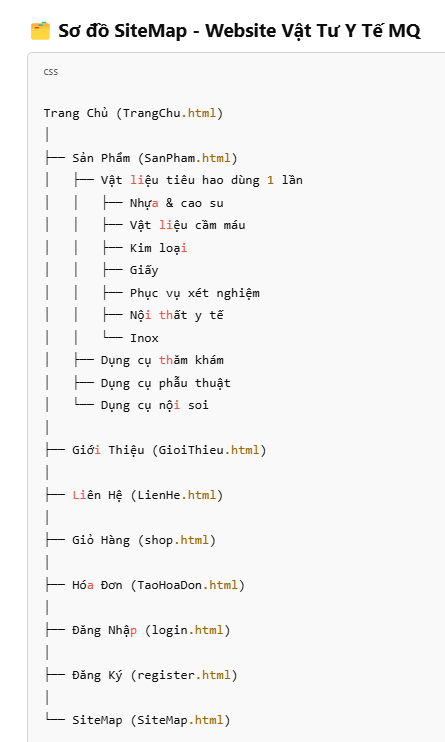 🗂️ Sơ đồ SiteMap - Website Vật Tư Y Tế MQ
css
Trang Chủ (TrangChu.html)
│
├── Sản Phẩm (SanPham.html)
│   ├── Vật liệu tiêu hao dùng 1 lần
│   │   ├── Nhựa & cao su
│   │   ├── Vật liệu cầm máu
│   │   ├── Kim loại
│   │   ├── Giấy
│   │   ├── Phục vụ xét nghiệm
│   │   ├── Nội thất y tế
│   │   └── Inox
│   ├── Dụng cụ thăm khám
│   ├── Dụng cụ phẫu thuật
│   └── Dụng cụ nội soi
│
├── Giới Thiệu (GioiThieu.html)
│
├── Liên Hệ (LienHe.html)
│
├── Giỏ Hàng (shop.html)
│
├── Hóa Đơn (TaoHoaDon.html)
│
├── Đăng Nhập (login.html)
│
├── Đăng Ký (register.html)
│
└── SiteMap (SiteMap.html)